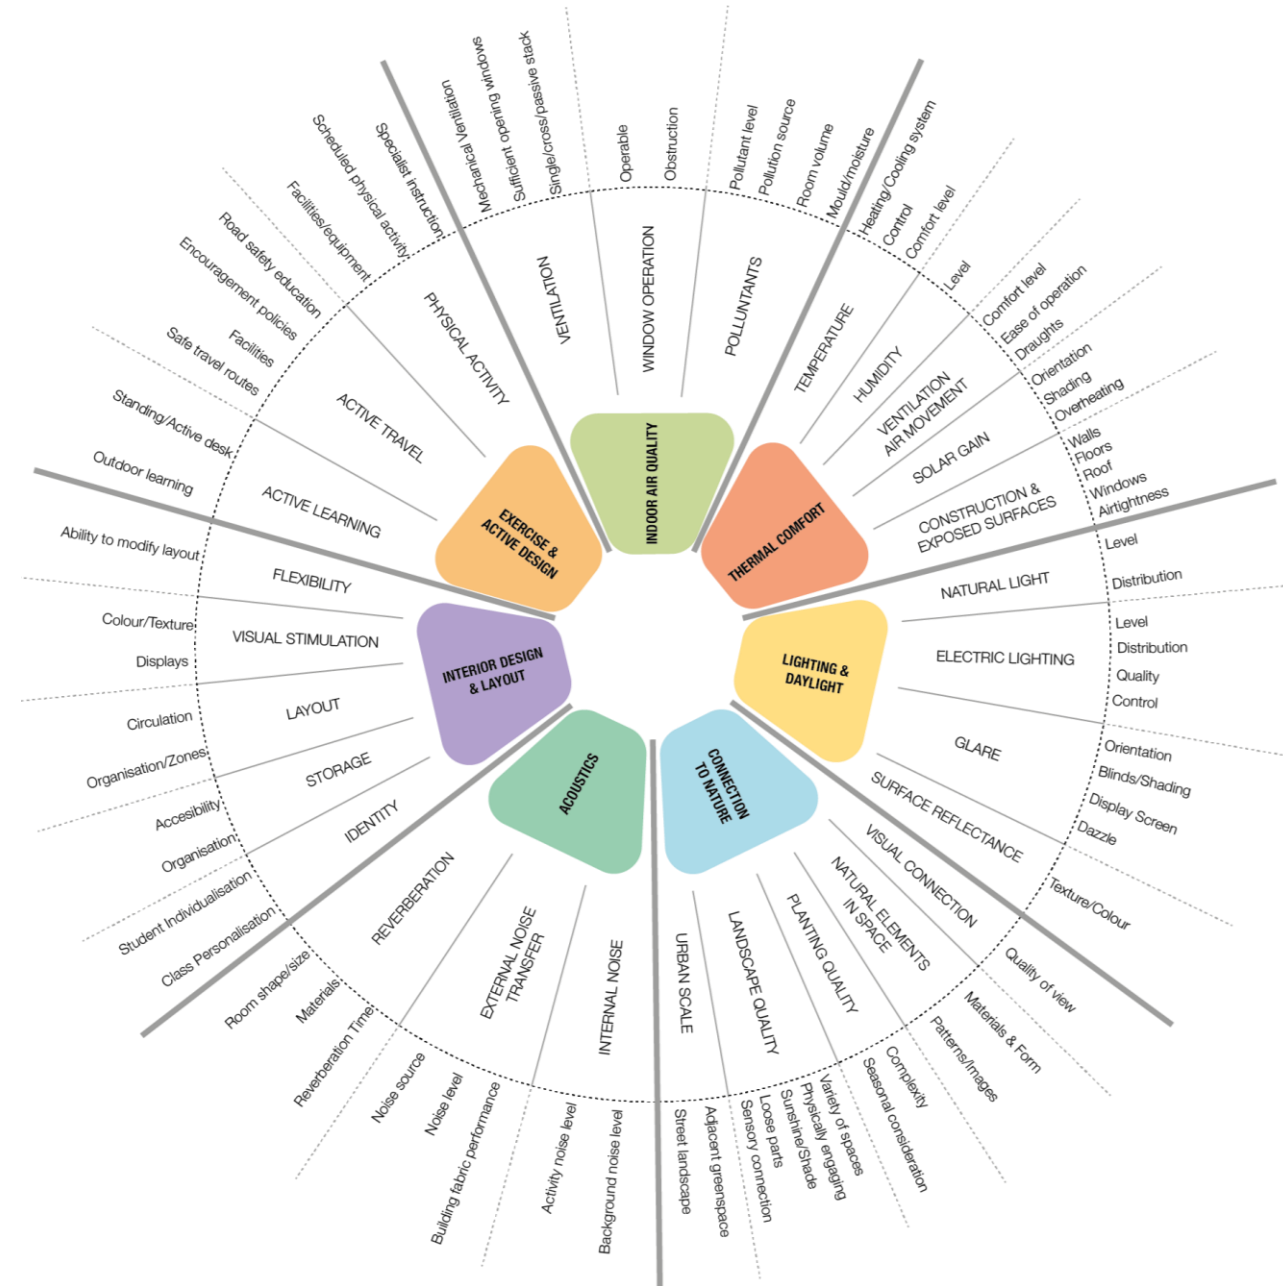 INDOOR AIR QUALITY
VENTILATION
Mechanical Ventilation
Sufficient opening windows
Single/cross/passive stack
WINDOW OPERATION
Operable
Obstruction
POLLUNTANTS
Pollutant level
Pollution source
Room volume
Mould/moisture
THERMAL COMFORT
TEMPERATURE
Heating/Cooling system
Control
Comfort level
HUMIDITY
Level
VENTILATION
AIR MOVEMENT
Comfort level
Ease of operation
Draughts
SOLAR GAIN
Orientation
Shading
Overheating
CONSTRUCTION &
EXPOSED SURFACES
Walls
Floors
Roof
Windows
Airtightness
LIGHTING &
DAYLIGHT
NATURAL LIGHT
Level
Distribution
ELECTRIC LIGHTING
Level
Distribution
Quality
Control
GLARE
Orientation
Blinds/Shading
Display Screen
Dazzle
SURFACE REFLECTANCE
Texture/Colour
CONNECTION
TO NATURE
VISUAL CONNECTION
Quality of view
NATURAL ELEMENTS
IN SPACE
Materials & Form
Patterns/Images
PLANTING QUALITY
Complexity
Seasonal consideration
LANDSCAPE QUALITY
Variety of spaces
Physically engaging
Sunshine/Shade
Loose parts
Sensory connection
URBAN SCALE
Adjacent greenspace
Street landscape
ACOUSTICS
INTERNAL NOISE
Background noise level
Activity noise level
EXTERNAL NOISE
TRANSFER
Building fabric performance
Noise level
Noise source
REVERBERATION
Reverberation Time
Materials
Room shape/size
INTERIOR DESIGN
& LAYOUT
IDENTITY
Class Personalisation
Student Individualisation
STORAGE
Organisation
Accesibility
LAYOUT
Organisation/Zones
Circulation
VISUAL STIMULATION
Displays
Colour/Texture
FLEXIBILITY
Ability to modify layout
EXERCISE &
ACTIVE DESIGN
ACTIVE LEARNING
Outdoor learning
Standing/Active desk
ACTIVE TRAVEL
Safe travel routes
Facilities
Encouragement policies
Road safety education
PHYSICAL ACTIVITY
Facilities/equipment
Scheduled physical activity
Specialist instruction